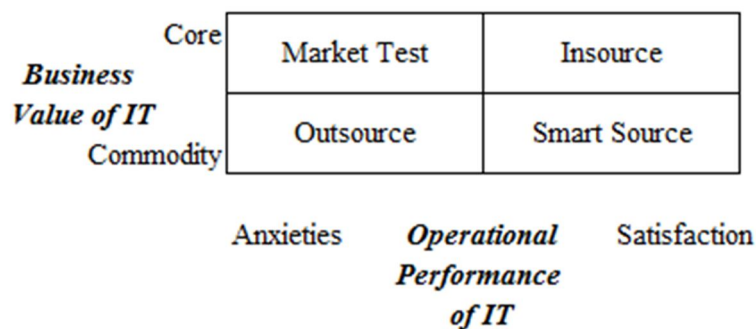 Core
Market Test
Insource
Business
Value of IT
Outsource
Smart Source
Commodity
Anxieties
Operational
Satisfaction
Performance
of IT